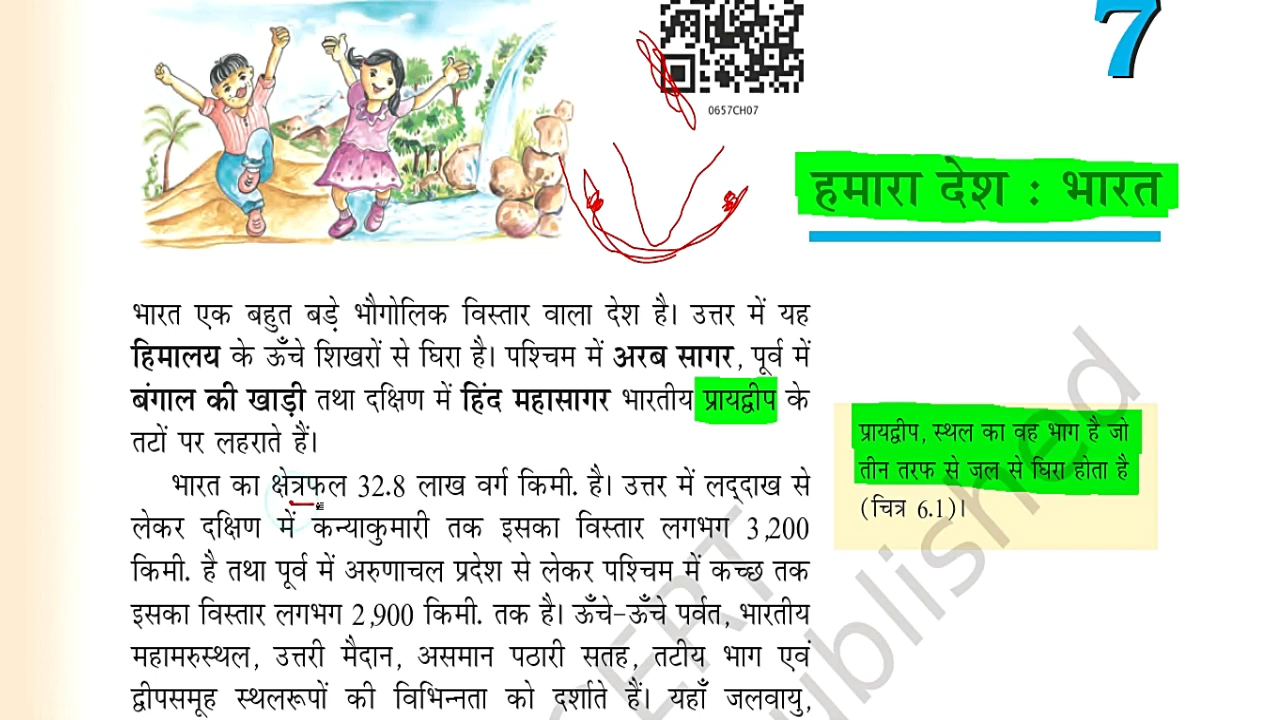 7
0657CH07
हमारा देश : भारत
भारत एक बहुत बड़े भौगोलिक विस्तार वाला देश है। उत्तर में यह
हिमालय के ऊँचे शिखरों से घिरा है। पश्चिम में अरब सागर, पूर्व में
बंगाल की खाड़ी तथा दक्षिण में हिंद महासागर भारतीय प्रायद्वीप के
तटों पर लहराते हैं।
भारत का क्षेत्रफल 32.8 लाख वर्ग किमी. है। उत्तर में लद्दाख से
लेकर दक्षिण में कन्याकुमारी तक इसका विस्तार लगभग 3,200
किमी. है तथा पूर्व में अरुणाचल प्रदेश से लेकर पश्चिम में कच्छ तक
इसका विस्तार लगभग 2,900 किमी. तक है। ऊँचे-ऊँचे पर्वत, भारतीय
महामरुस्थल, उत्तरी मैदान, असमान पठारी सतह, तटीय भाग एवं
द्वीपसमूह स्थलरूपों की विभिन्नता को दर्शाते हैं। यहाँ जलवायु,
प्रायद्वीप, स्थल का वह भाग है जो
तीन तरफ से जल से घिरा होता है
(चित्र 6.1)।